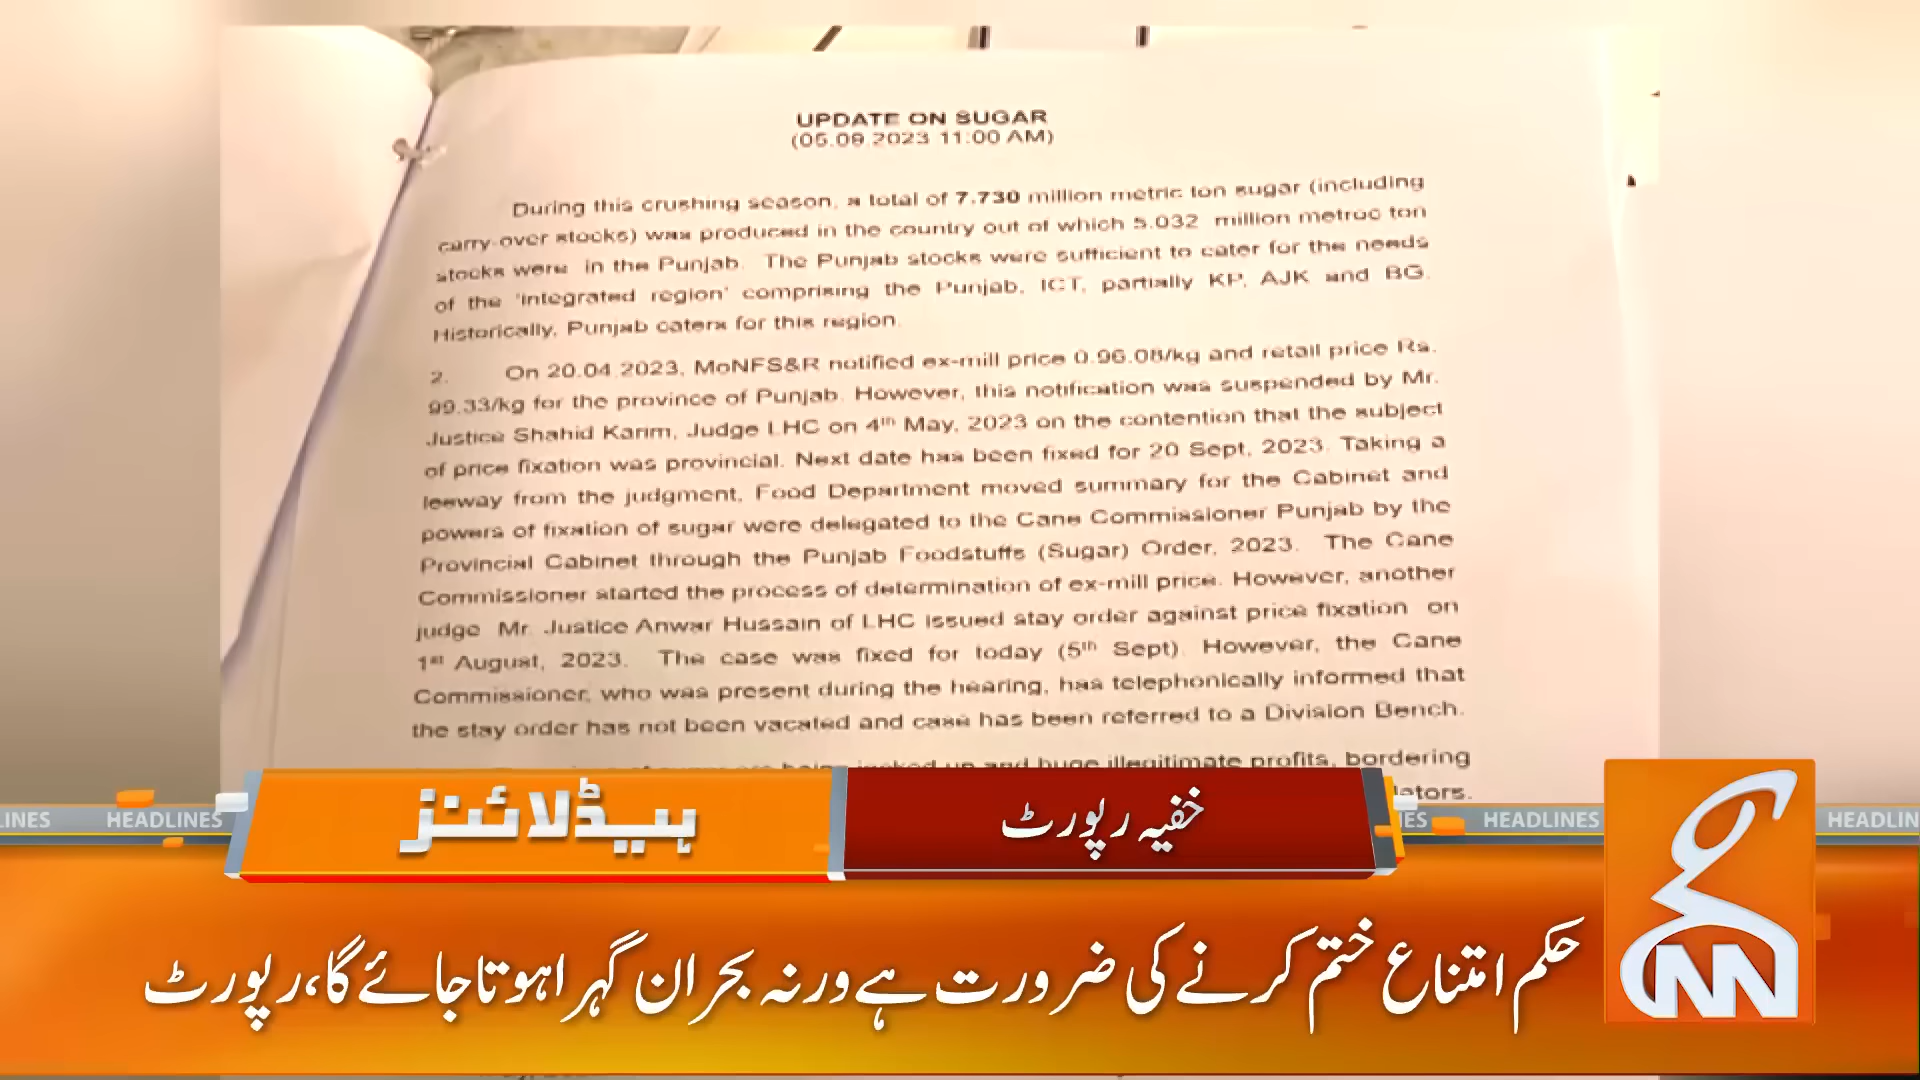 UPDATE ON SUGAR
(05.09.2023 11:00 AM)
During this crushing season, a total of 7.730 million metric ton sugar (including
carry-over stocks) was produced in the country out of which 5.032 million metroc ton
stocks were in the Punjab. The Punjab stocks were sufficient to cater for the needs
of the 'integrated region' comprising the Punjab, ICT, partially KP, AJK and BG.
Historically, Punjab caters for this region.
2. On 20.04.2023, MoNFS&R notified ex-mill price 0.96.08/kg and retail price Rs.
99.33/kg for the province of Punjab. However, this notification was suspended by Mr.
Justice Shahid Karim, Judge LHC on 4th May, 2023 on the contention that the subject
of price fixation was provincial. Next date has been fixed for 20 Sept, 2023. Taking a
leeway from the judgment, Food Department moved summary for the Cabinet and
powers of fixation of sugar were delegated to the Cane Commissioner Punjab by the
Provincial Cabinet through the Punjab Foodstuffs (Sugar) Order, 2023. The Cane
Commissioner started the process of determination of ex-mill price. However, another
judge Mr. Justice Anwar Hussain of LHC issued stay order against price fixation on
1st August, 2023. The case was fixed for today (5th Sept). However, the Cane
Commissioner, who was present during the hearing, has telephonically informed that
the stay order has not been vacated and case has been referred to a Division Bench.
up and huge illegitimate profits, bordering
HEADLINES HEADLINES
ہیڈلائنز
خفیہ رپورٹ
حکم امتناع ختم کرنے کی ضرورت ہے ورنہ بحران گہرا ہوتا جائے گا، رپورٹ
GNN